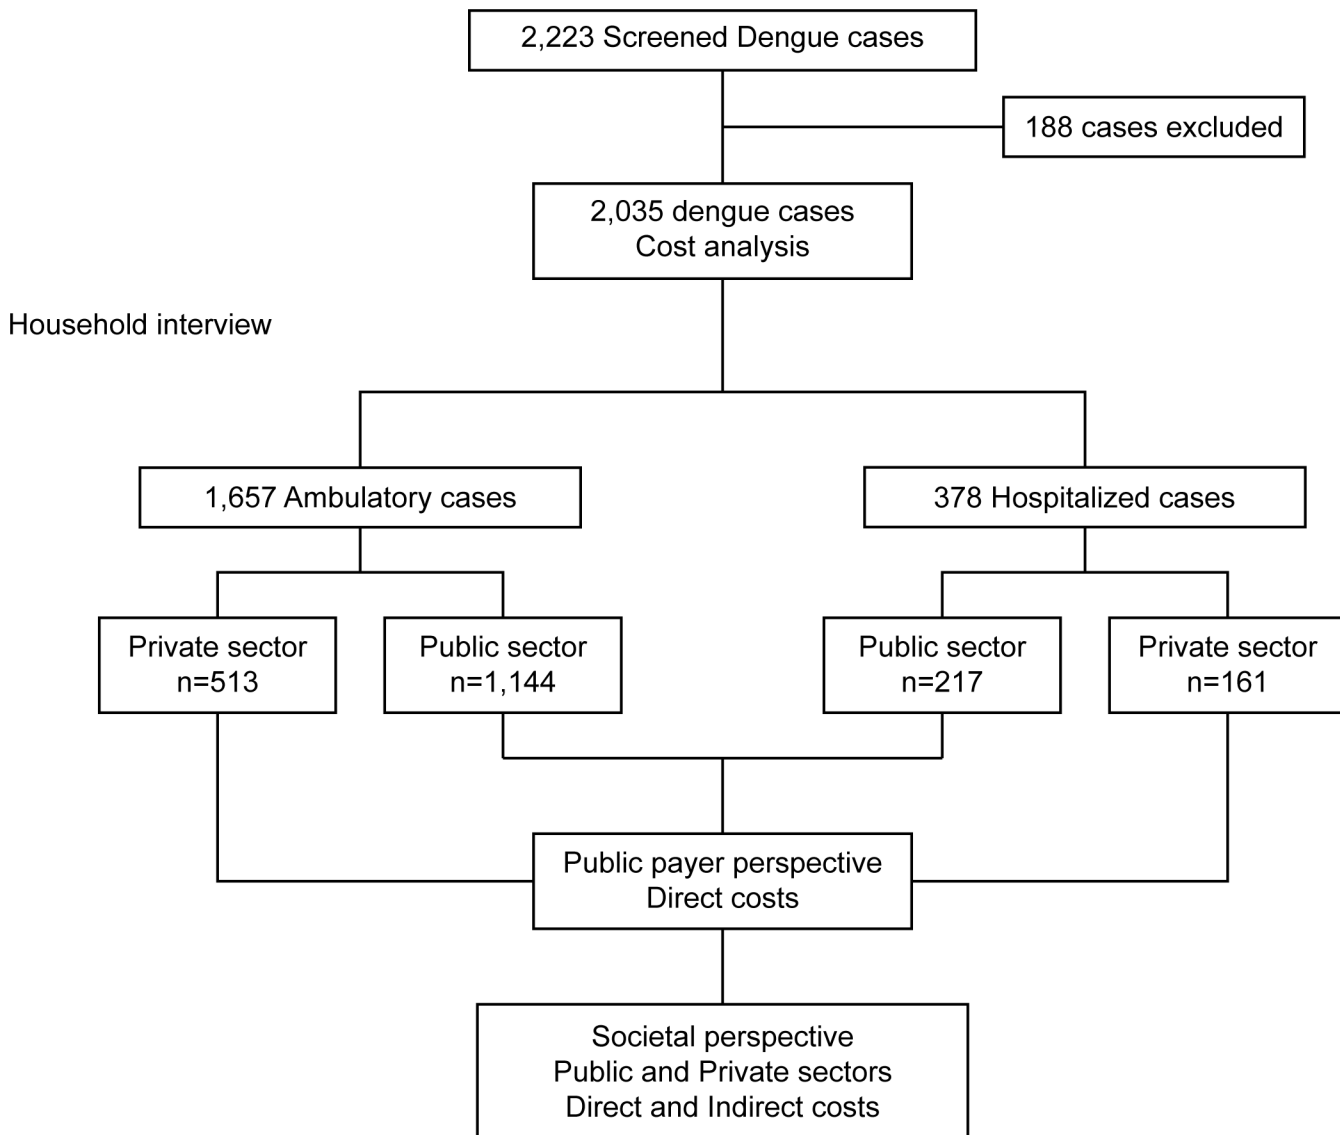 2,223 Screened Dengue cases
188 cases excluded
2,035 dengue cases
Cost analysis
Household interview
1,657 Ambulatory cases
378 Hospitalized cases
Private sector
n=513
Public sector
n=1,144
Public sector
n=217
Private sector
n=161
Public payer perspective
Direct costs
Societal perspective
Public and Private sectors
Direct and Indirect costs